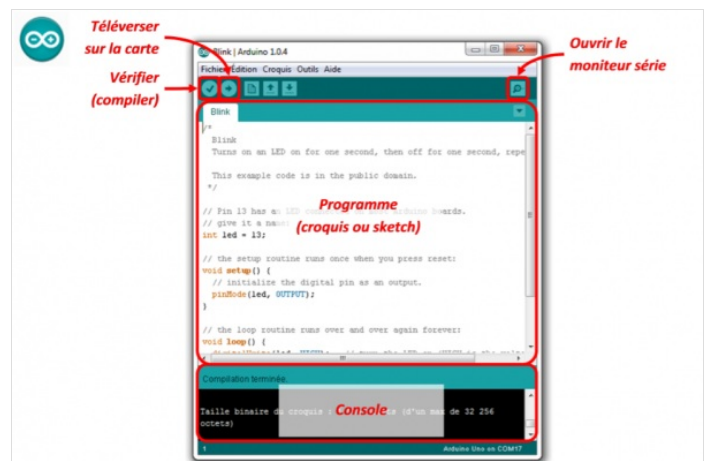 Téléverser
sur la carte
Vérifier
(compiler)
Ouvrir le
moniteur série
Blink | Arduino 1.0.4
Fichier Edition Croquis Outils Aide
Blink
/*
Blink
Turns on an LED on for one second, then off for one second, repe
This example code is in the public domain.
*/
// Pin 13 has an LED
boards.
// give it a name
int led = 13;
Programme
(croquis ou sketch)
// the setup routine runs once when you press reset:
void setup() {
// initialize the digital pin as an output.
pinMode(led, OUTPUT);
}
// the loop routine runs over and over again forever:
void loop() {
Compilation terminée.
Taille binaire du croquis :
(d'un max de 32 256
octets)
Console
1
Arduino Uno on COM17